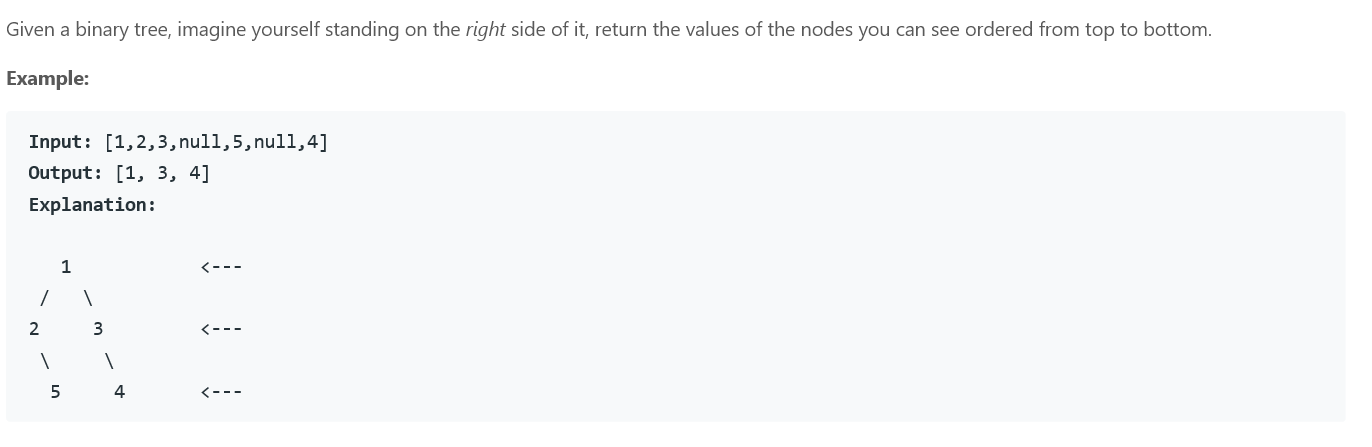 Given a binary tree, imagine yourself standing on the right side of it, return the values of the nodes you can see ordered from top to bottom.
Example:
Input: [1,2,3,null,5,null,4]
Output: [1, 3, 4]
Explanation:
   1            <---
 /   \
2     3         <---
 \     \
  5     4       <---